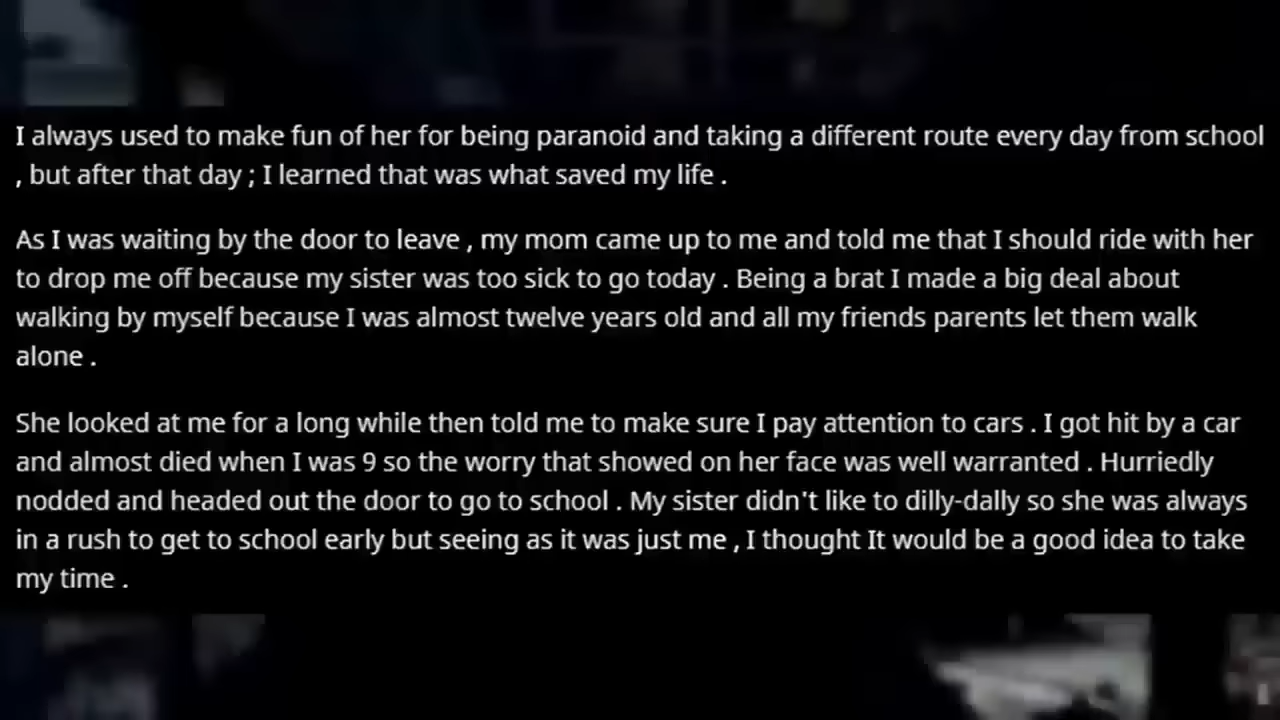 I always used to make fun of her for being paranoid and taking a different route every day from school
, but after that day ; I learned that was what saved my life .
As I was waiting by the door to leave , my mom came up to me and told me that I should ride with her
to drop me off because my sister was too sick to go today . Being a brat I made a big deal about
walking by myself because I was almost twelve years old and all my friends parents let them walk
alone .
She looked at me for a long while then told me to make sure I pay attention to cars . I got hit by a car
and almost died when I was 9 so the worry that showed on her face was well warranted . Hurriedly
nodded and headed out the door to go to school . My sister didn't like to dilly-dally so she was always
in a rush to get to school early but seeing as it was just me , I thought It would be a good idea to take
my time .